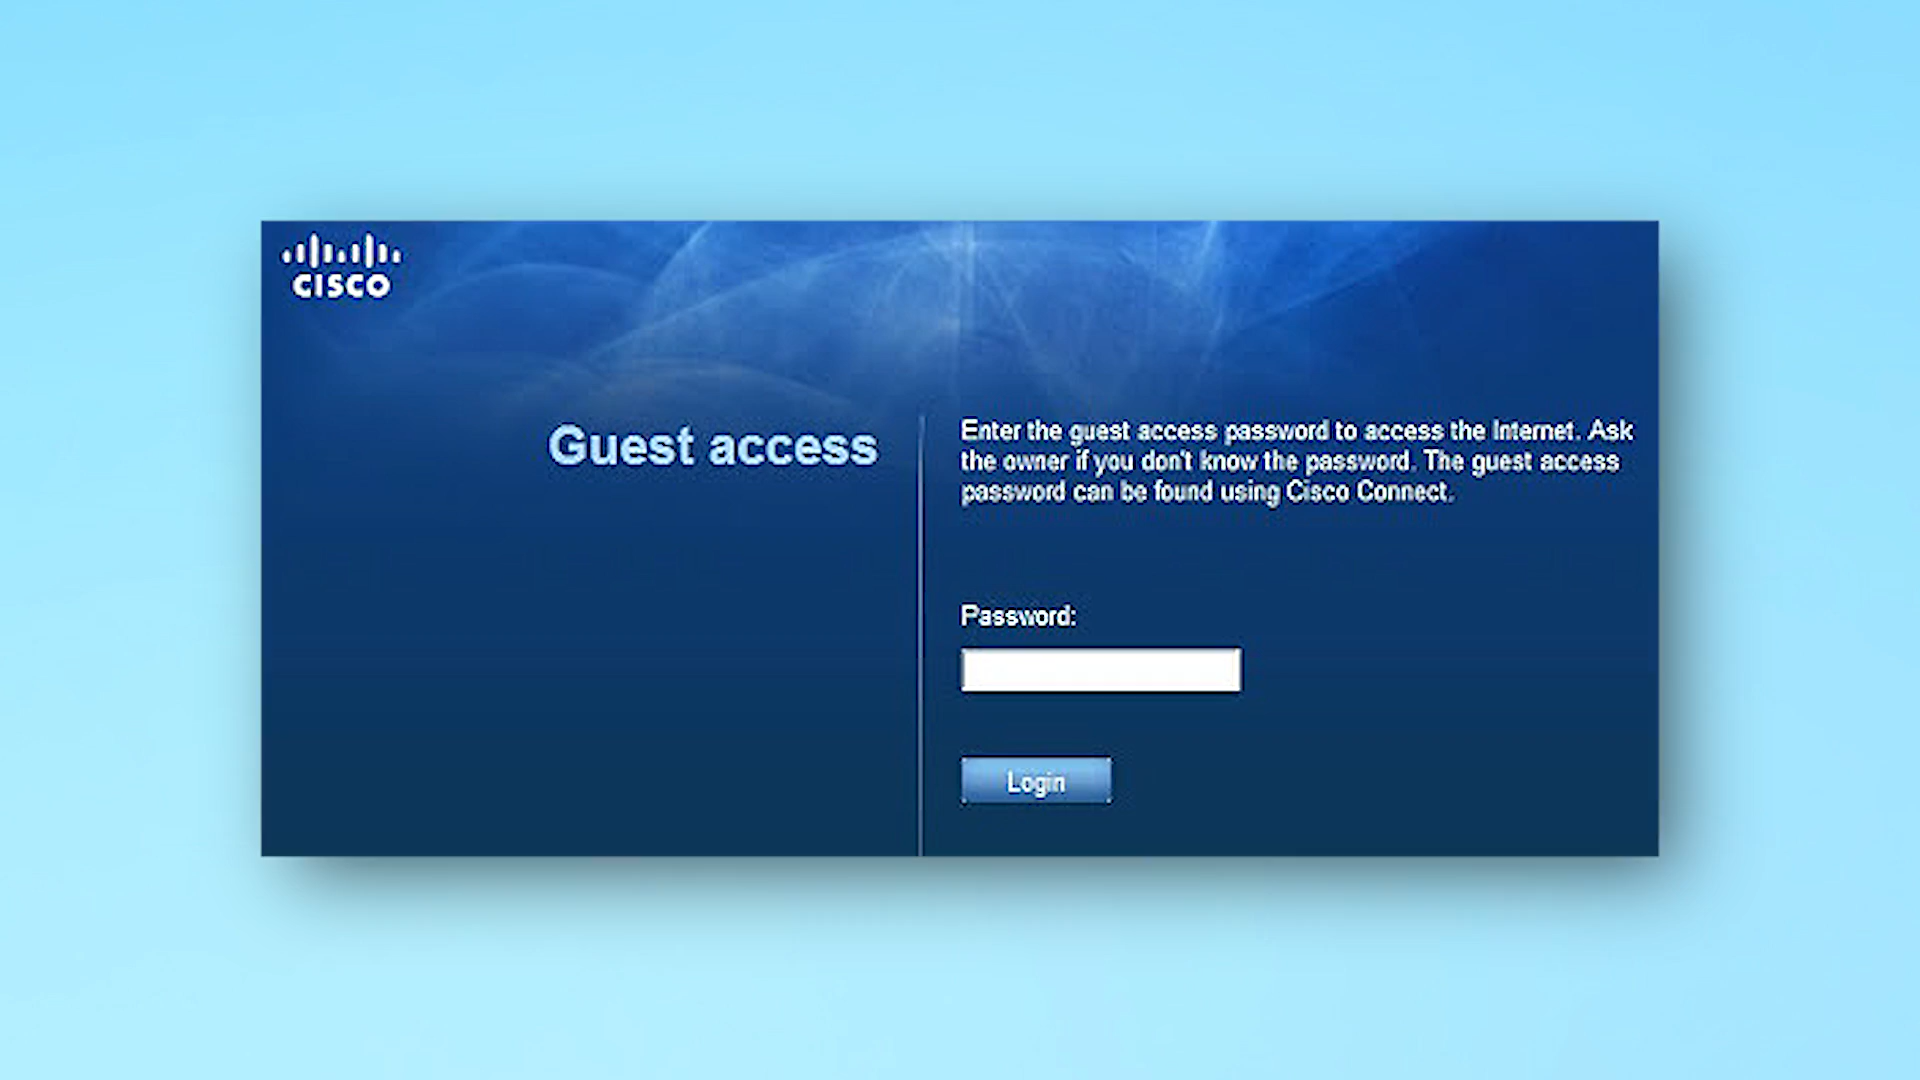 CISCO
Guest access
Enter the guest access password to access the Internet. Ask
the owner if you don't know the password. The guest access
password can be found using Cisco Connect.
Password:
Login